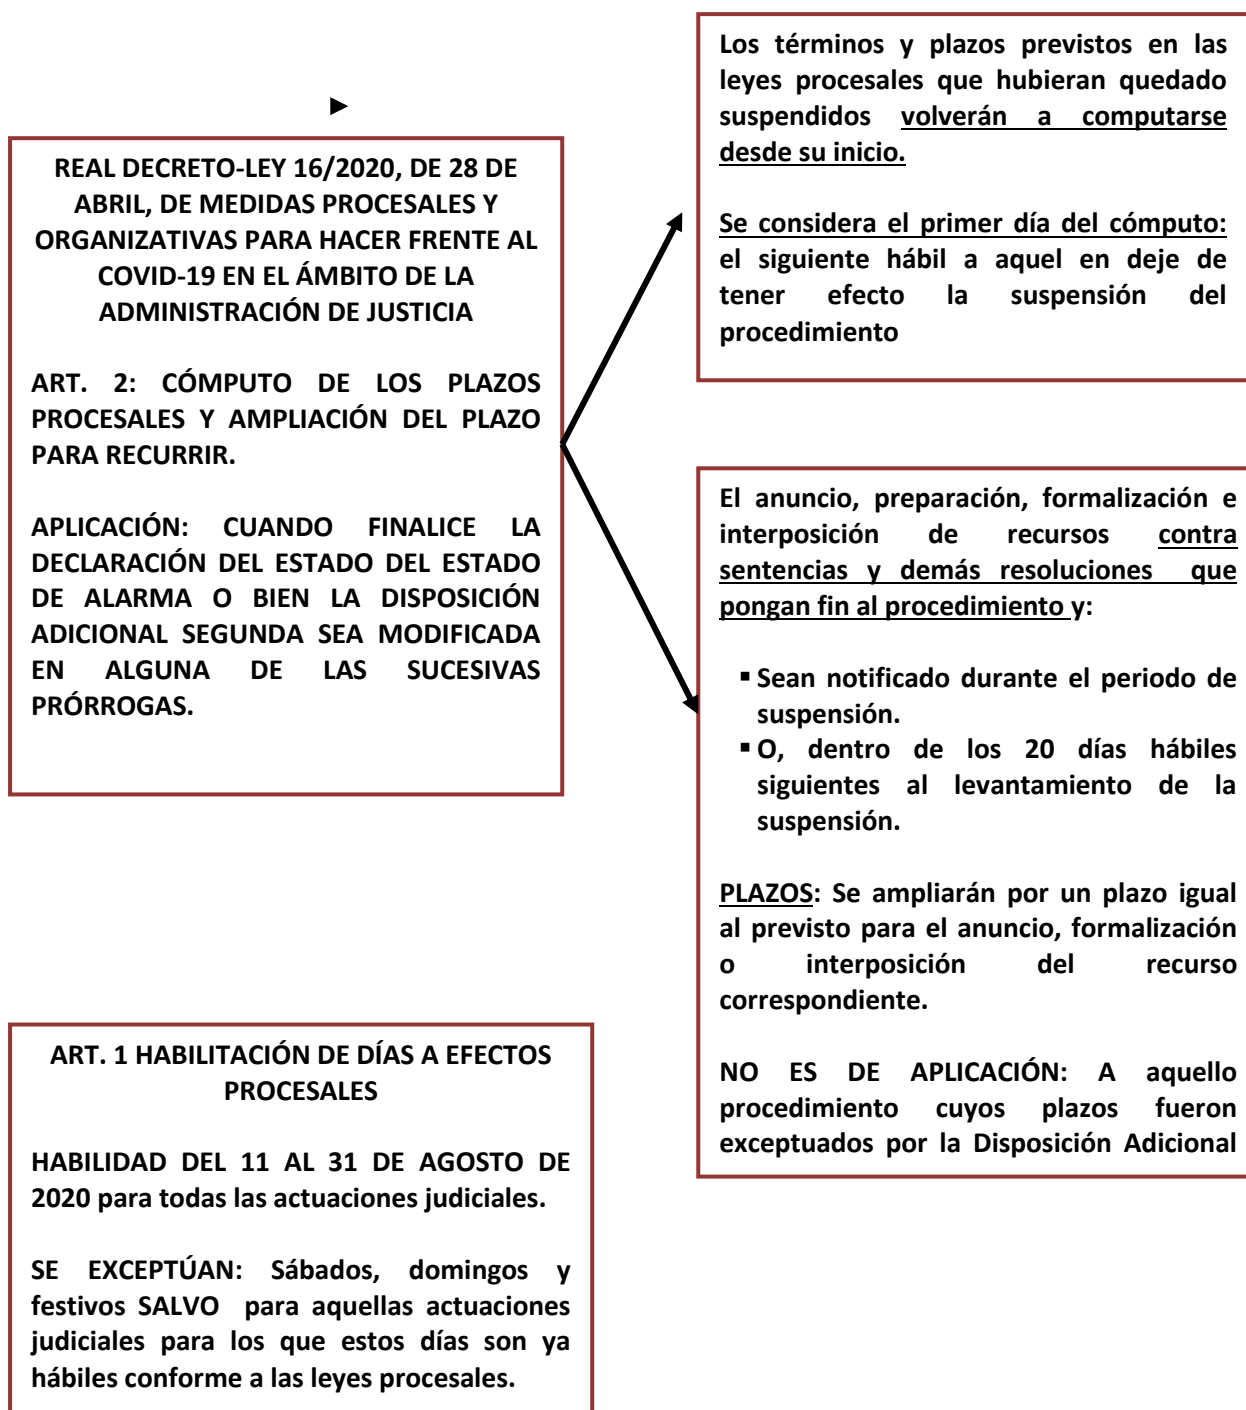 REAL DECRETO-LEY 16/2020, DE 28 DE
ABRIL, DE MEDIDAS PROCESALES Y
ORGANIZATIVAS PARA HACER FRENTE AL
COVID-19 EN EL ÁMBITO DE LA
ADMINISTRACIÓN DE JUSTICIA
ART. 2: CÓMPUTO DE LOS PLAZOS
PROCESALES Y AMPLIACIÓN DEL PLAZO
PARA RECURRIR.
APLICACIÓN: CUANDO FINALICE LA
DECLARACIÓN DEL ESTADO DEL ESTADO
DE ALARMA O BIEN LA DISPOSICIÓN
ADICIONAL SEGUNDA SEA MODIFICADA
EN ALGUNA DE LAS SUCESIVAS
PRÓRROGAS.
Los términos y plazos previstos en las
leyes procesales que hubieran quedado
suspendidos volverán a computarse
desde su inicio.
Se considera el primer día del cómputo:
el siguiente hábil a aquel en deje de
tener efecto la suspensión del
procedimiento
El anuncio, preparación, formalización e
interposición de recursos contra
sentencias y demás resoluciones que
pongan fin al procedimiento y:
▪ Sean notificado durante el periodo de
suspensión.
▪ O, dentro de los 20 días hábiles
siguientes al levantamiento de la
suspensión.
PLAZOS: Se ampliarán por un plazo igual
al previsto para el anuncio, formalización
o interposición del recurso
correspondiente.
NO ES DE APLICACIÓN: A aquello
procedimiento cuyos plazos fueron
exceptuados por la Disposición Adicional
ART. 1 HABILITACIÓN DE DÍAS A EFECTOS
PROCESALES
HABILIDAD DEL 11 AL 31 DE AGOSTO DE
2020 para todas las actuaciones judiciales.
SE EXCEPTÚAN: Sábados, domingos y
festivos SALVO para aquellas actuaciones
judiciales para los que estos días son ya
hábiles conforme a las leyes procesales.